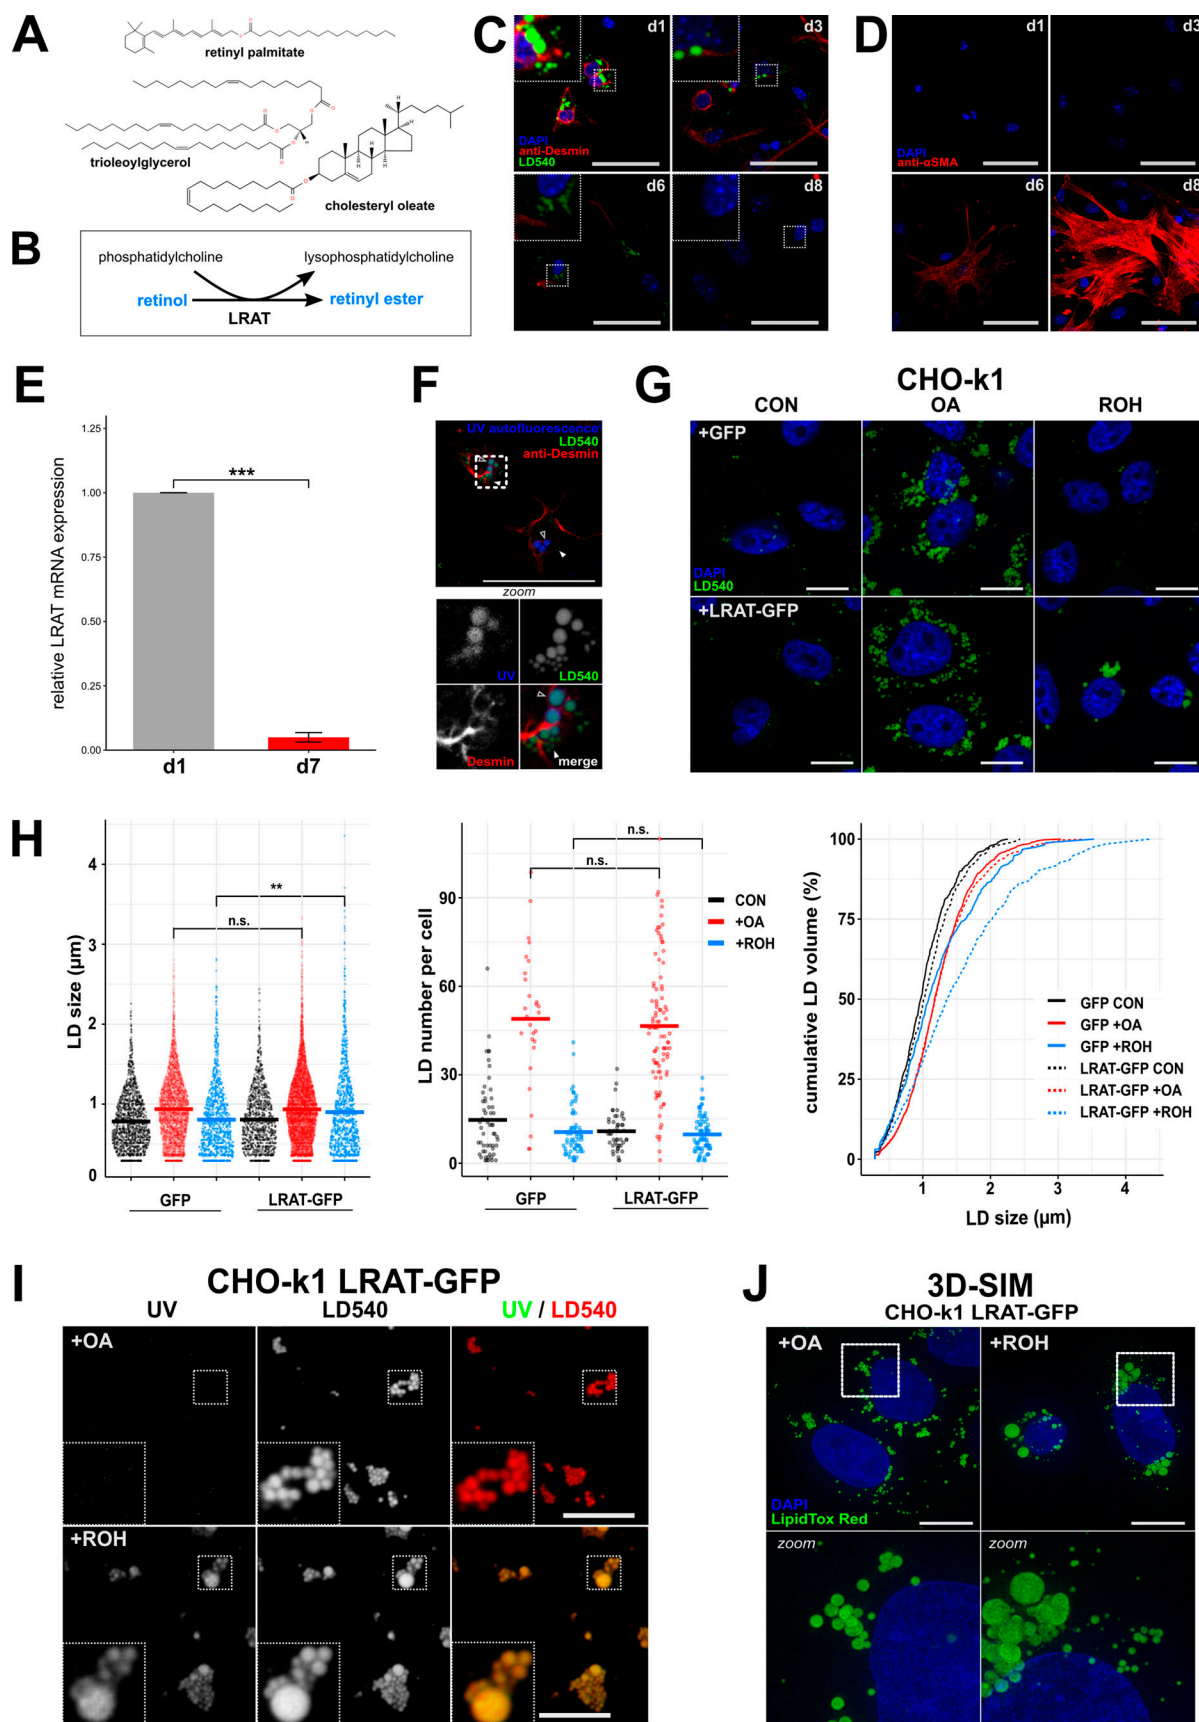 A
retinyl palmitate
trioleoylglycerol
cholesteryl oleate
B
phosphatidylcholine
lysophosphatidylcholine
retinol
retinyl ester
LRAT
C
d1
d3
DAPI
anti-Desmin
LD540
d6
d8
D
d1
d3
DAPI
anti-αSMA
d6
d8
E
relative LRAT mRNA expression
1.25
1.00
0.75
0.50
0.25
0.00
***
d1
d7
F
UV autofluorescence
LD540
anti-Desmin
zoom
UV
LD540
Desmin
merge
G
CHO-k1
CON
OA
ROH
+GFP
DAPI
LD540
+LRAT-GFP
H
LD size (µm)
4
3
2
1
0
**
n.s.
GFP
LRAT-GFP
LD number per cell
90
60
30
0
n.s.
n.s.
CON
+OA
+ROH
GFP
LRAT-GFP
cumulative LD volume (%)
100
75
50
25
0
GFP CON
GFP +OA
GFP +ROH
LRAT-GFP CON
LRAT-GFP +OA
LRAT-GFP +ROH
1
2
3
4
LD size (µm)
I
CHO-k1 LRAT-GFP
UV
LD540
UV / LD540
+OA
+ROH
J
3D-SIM
CHO-k1 LRAT-GFP
+OA
+ROH
DAPI
LipidTox Red
zoom
zoom